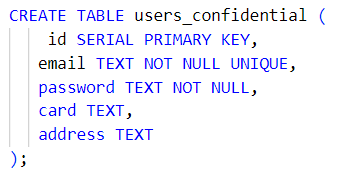 CREATE TABLE users_confidential (
    id SERIAL PRIMARY KEY,
   email TEXT NOT NULL UNIQUE,
   password TEXT NOT NULL,
   card TEXT,
   address TEXT
);